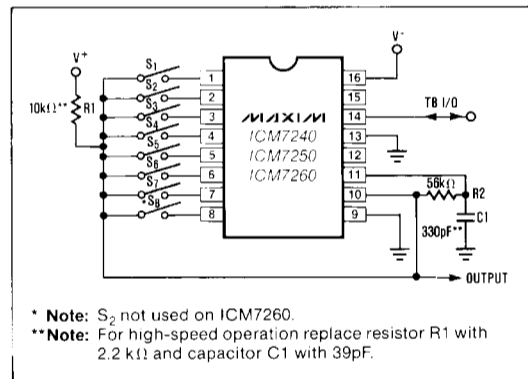 V+
V-
10kΩ** R1
S1
S2
S3
S4
S5
S6
S7
*S8
1
2
3
4
5
6
7
8
MAXIM
ICM7240
ICM7250
ICM7260
16
15
14
13
12
11
10
9
TB I/O
56kΩ
R2
C1
330pF**
OUTPUT
* Note: S2 not used on ICM7260.
**Note: For high-speed operation replace resistor R1 with
2.2 kΩ and capacitor C1 with 39pF.